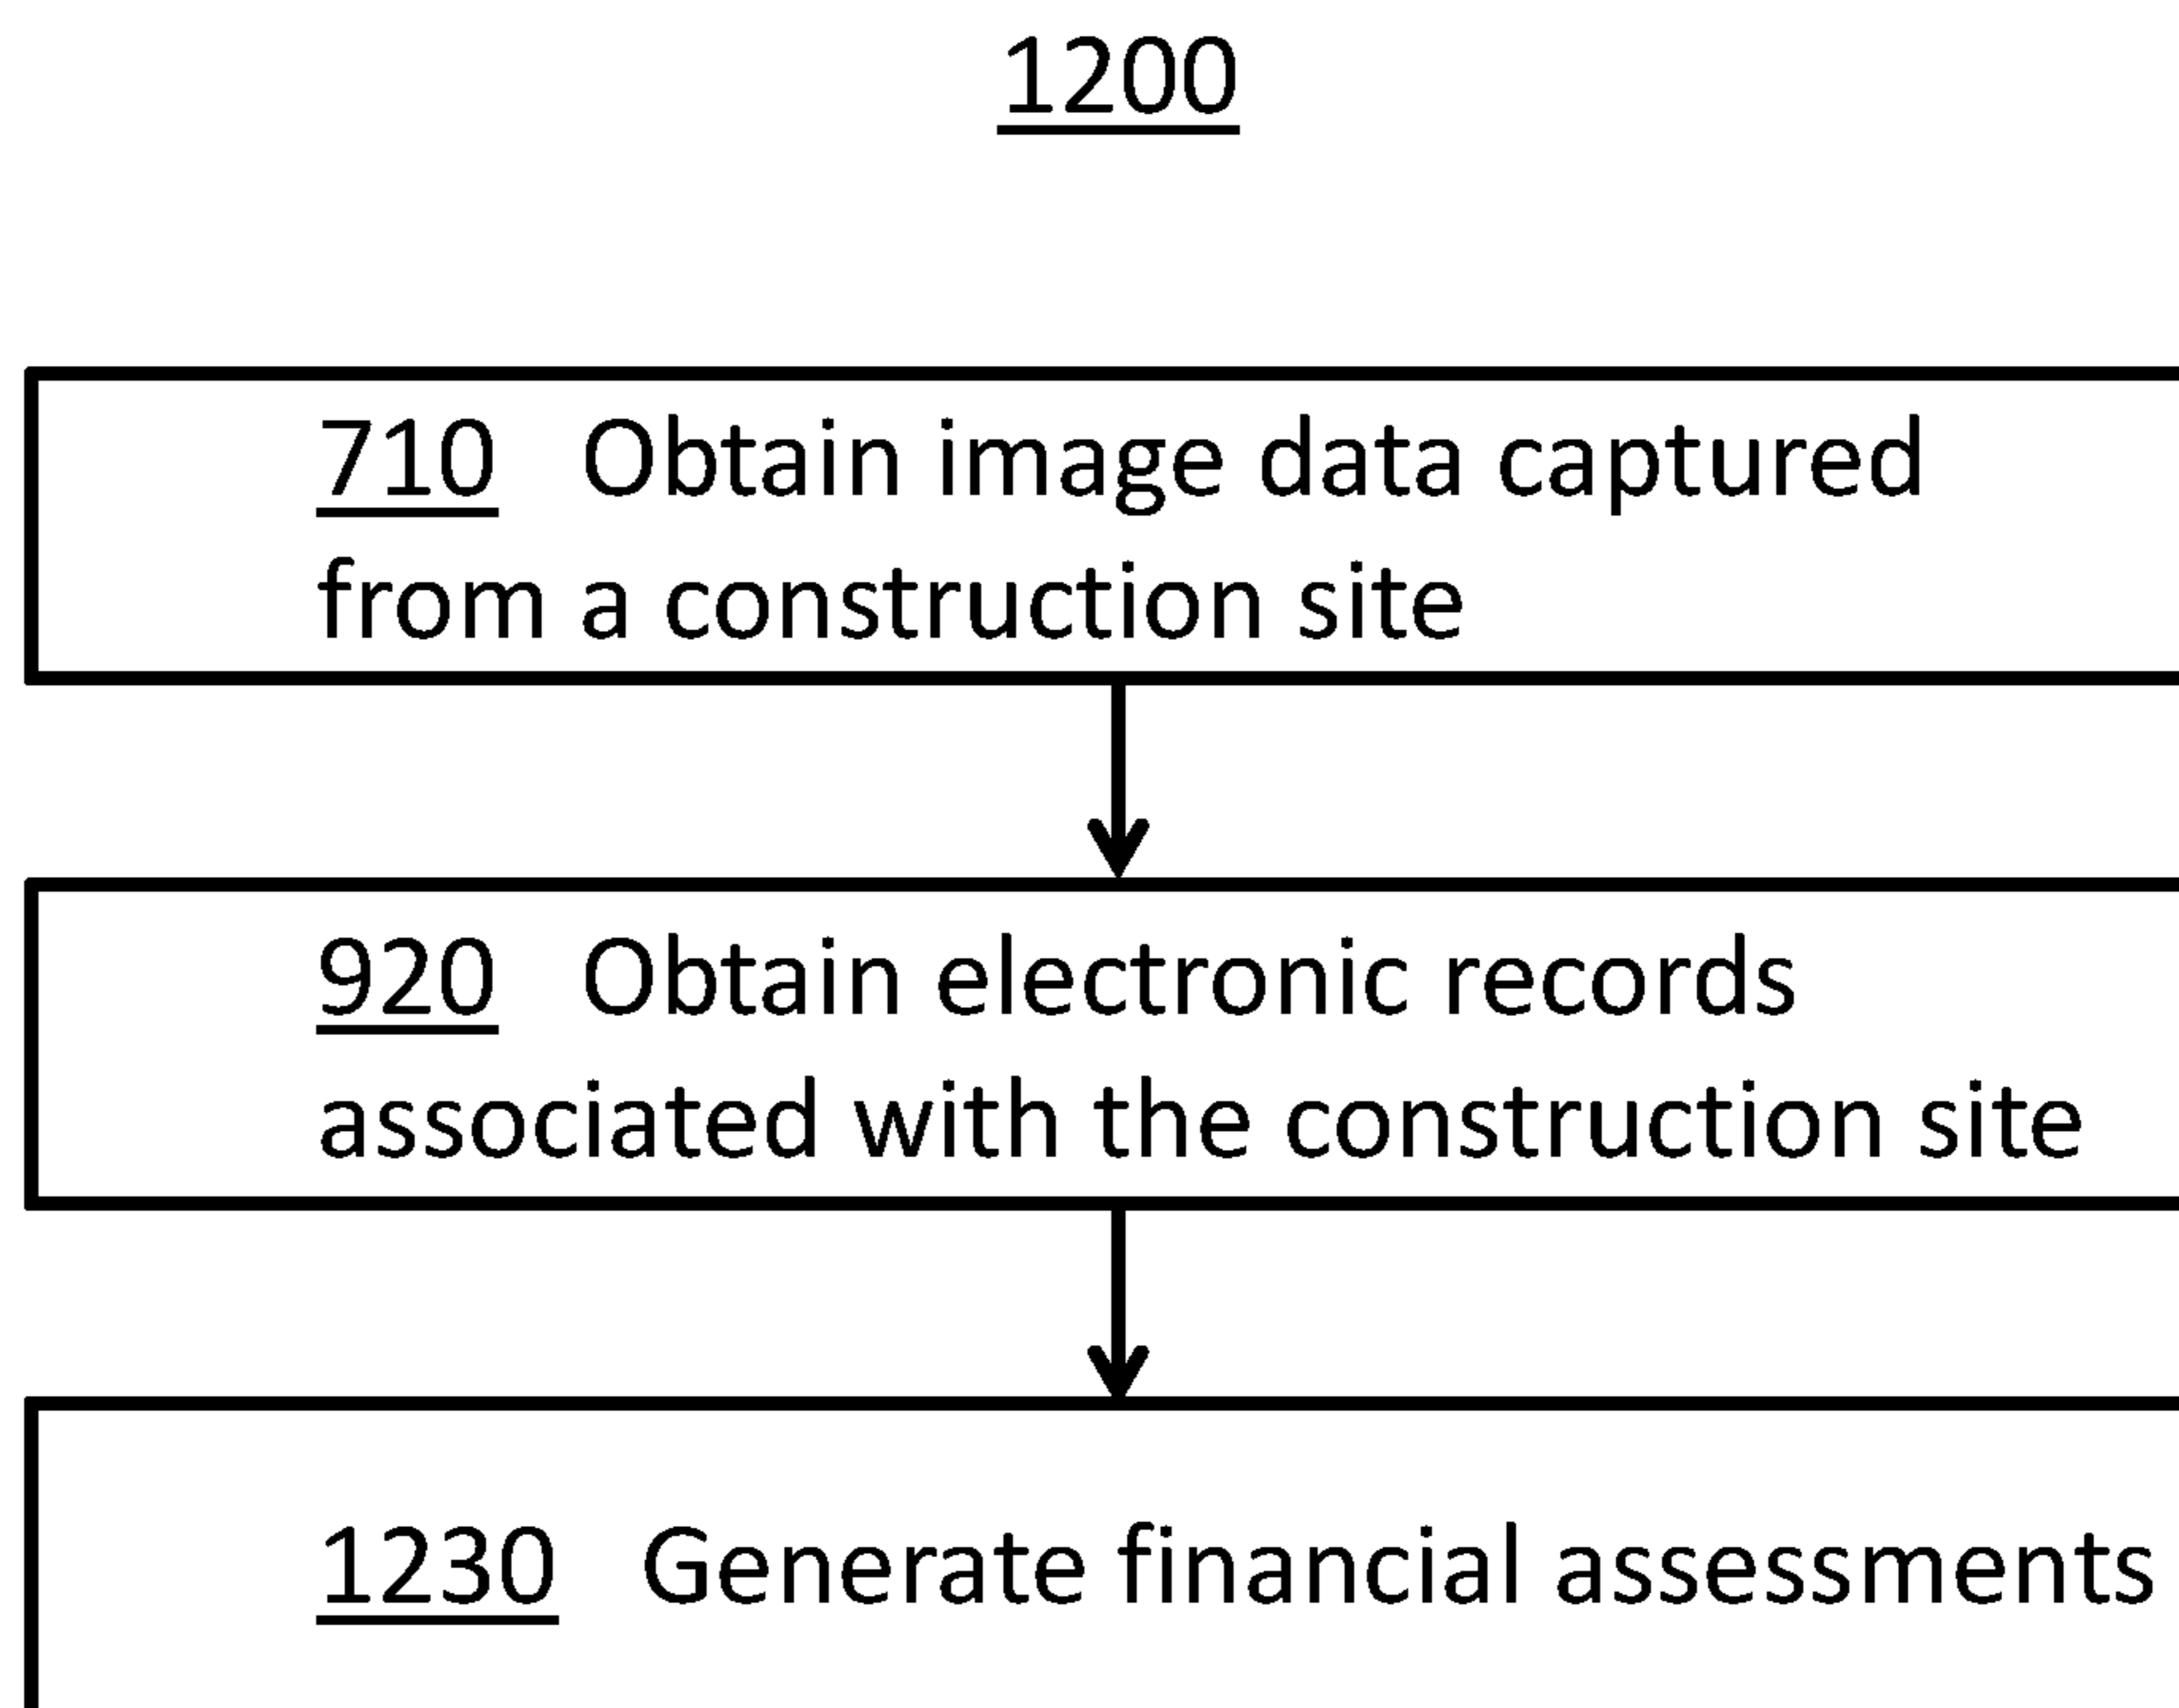 1200
710 Obtain image data captured
from a construction site
920 Obtain electronic records
associated with the construction site
1230 Generate financial assessments